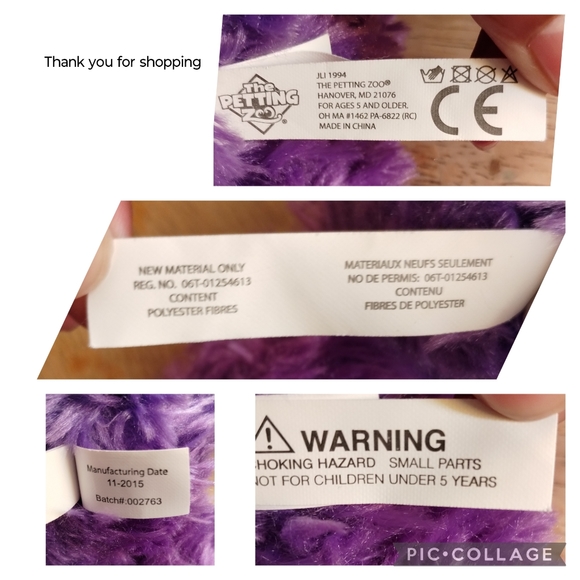 Thank you for shopping
The
PETTING
ZOO®
JLI 1994
THE PETTING ZOO®
HANOVER, MD 21076
FOR AGES 5 AND OLDER.
OH MA #1462 PA-6822 (RC)
MADE IN CHINA
CE
NEW MATERIAL ONLY
REG. NO. 06T-01254613
CONTENT
POLYESTER FIBRES
MATERIAUX NEUFS SEULEMENT
NO DE PERMIS: 06T-01254613
CONTENU
FIBRES DE POLYESTER
Manufacturing Date
11-2015
Batch#:002763
WARNING
CHOKING HAZARD SMALL PARTS
NOT FOR CHILDREN UNDER 5 YEARS
PIC•COLLAGE